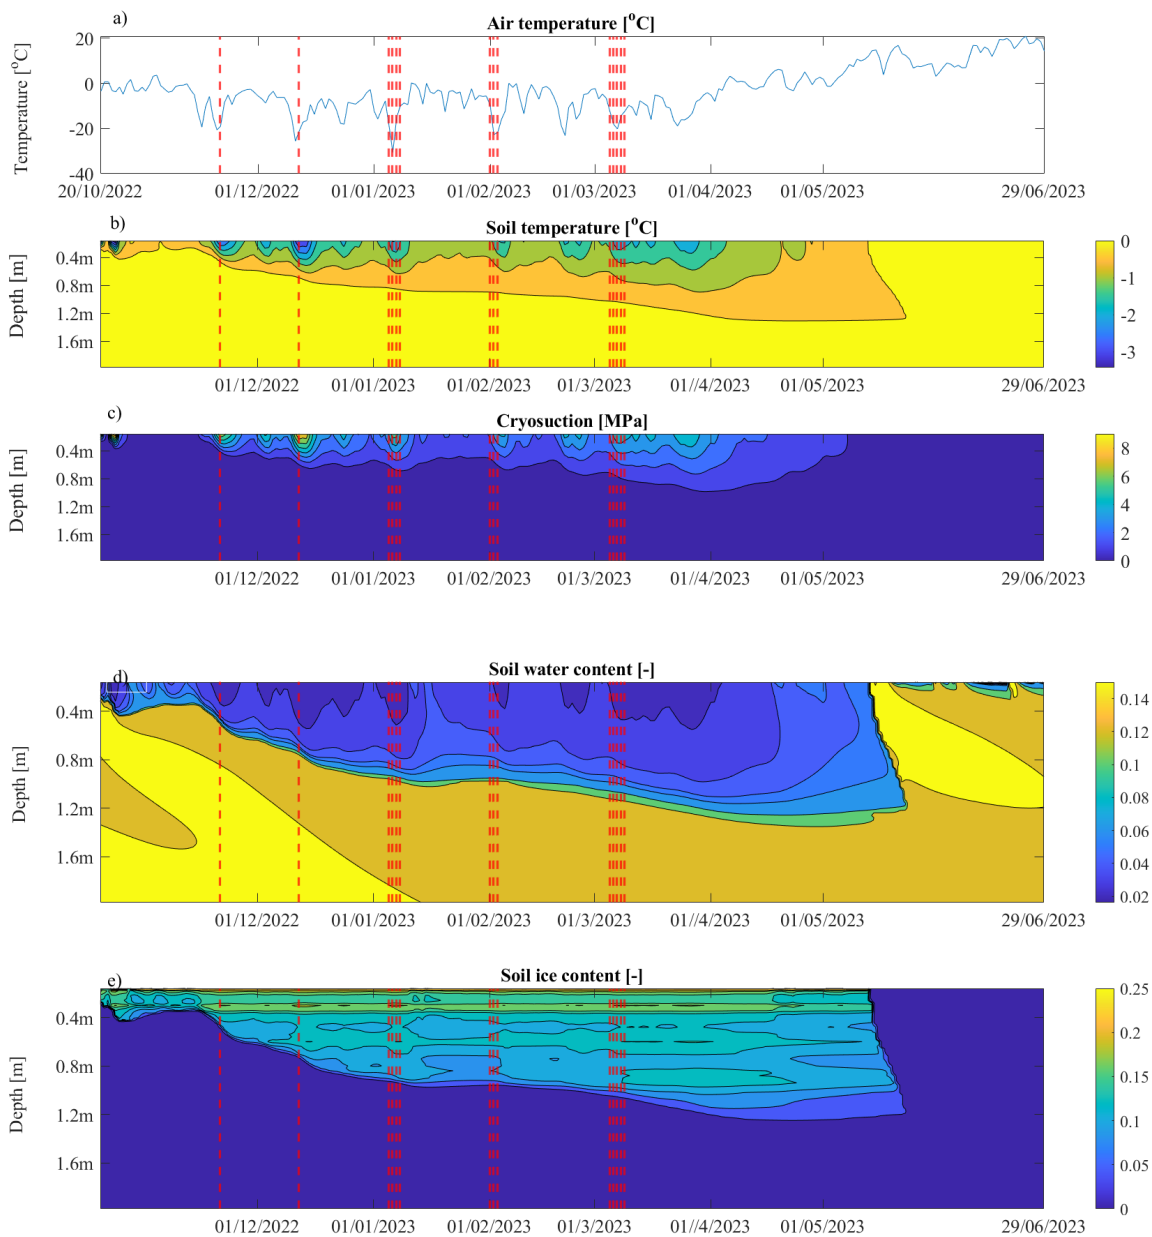 a)
Air temperature [°C]
Temperature [°C]
20
0
-20
-40
20/10/2022 01/12/2022 01/01/2023 01/02/2023 01/03/2023 01/04/2023 01/05/2023 29/06/2023
b)
Soil temperature [°C]
Depth [m]
0.4m
0.8m
1.2m
1.6m
0
-1
-2
-3
01/12/2022 01/01/2023 01/02/2023 01/3/2023 01//4/2023 01/05/2023 29/06/2023
c)
Cryosuction [MPa]
Depth [m]
0.4m
0.8m
1.2m
1.6m
8
6
4
2
0
01/12/2022 01/01/2023 01/02/2023 01/3/2023 01//4/2023 01/05/2023 29/06/2023
d)
Soil water content [-]
Depth [m]
0.4m
0.8m
1.2m
1.6m
0.14
0.12
0.10
0.08
0.06
0.04
0.02
01/12/2022 01/01/2023 01/02/2023 01/3/2023 01//4/2023 01/05/2023 29/06/2023
e)
Soil ice content [-]
Depth [m]
0.4m
0.8m
1.2m
1.6m
0.25
0.2
0.15
0.1
0.05
0
01/12/2022 01/01/2023 01/02/2023 01/3/2023 01//4/2023 01/05/2023 29/06/2023